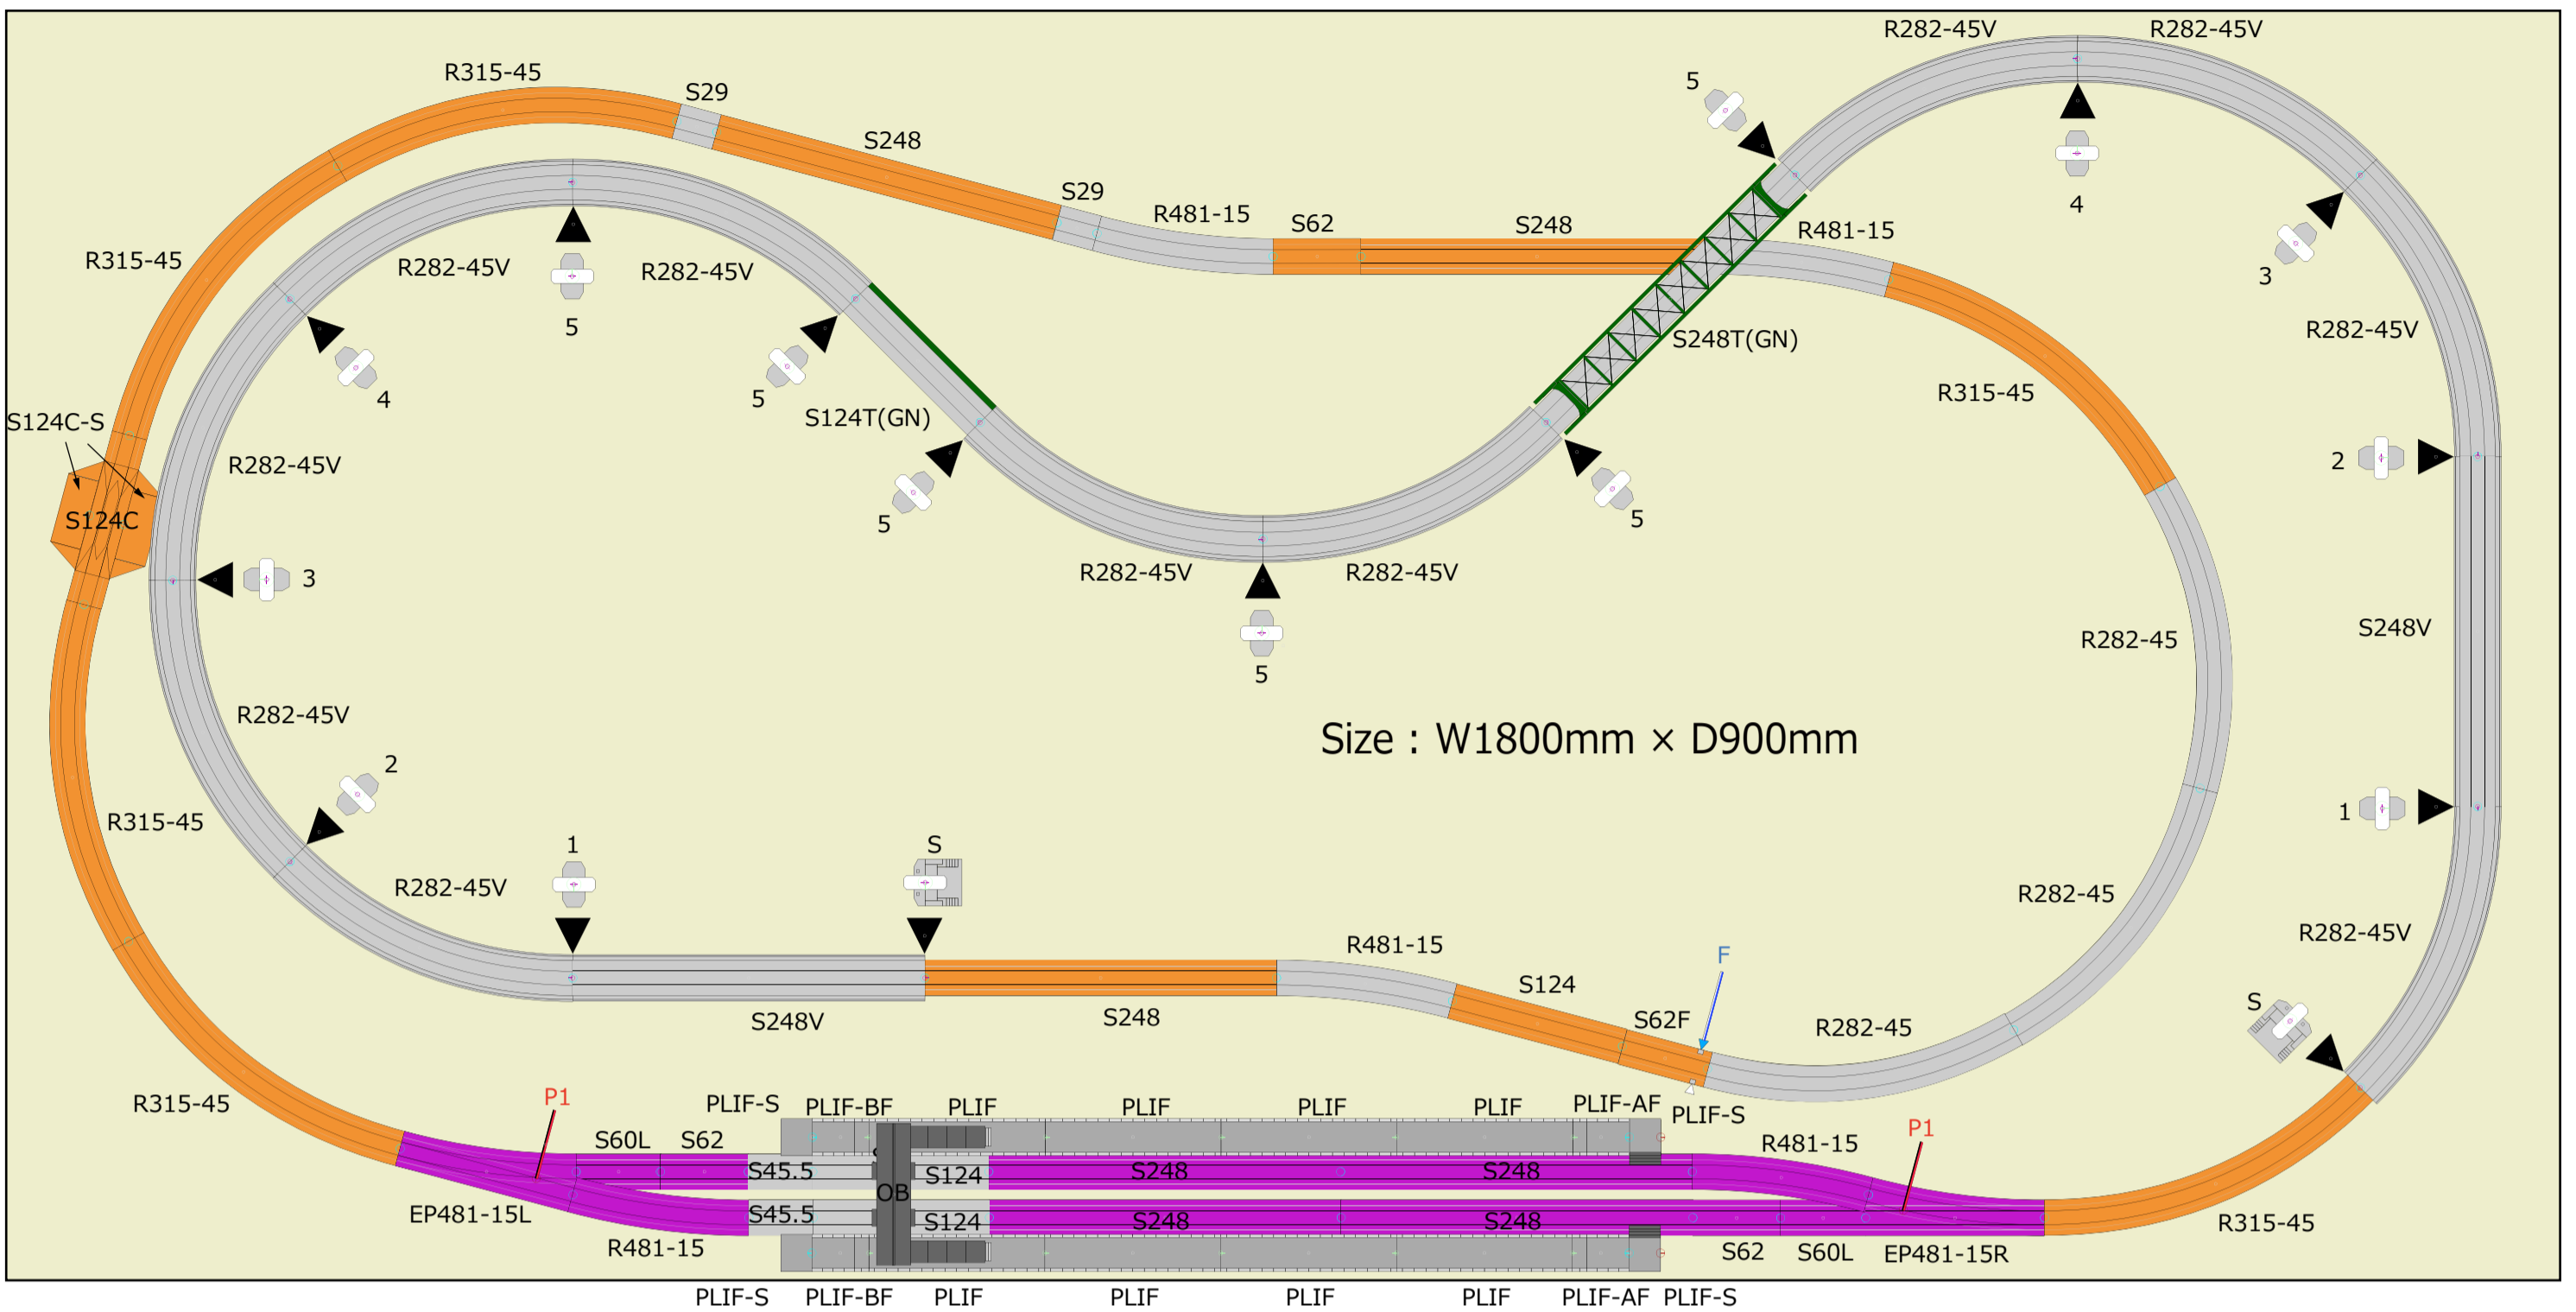 R282-45V
R282-45V
R315-45
S29
S248
5
4
S29
R481-15
S62
S248
R481-15
R315-45
R282-45V
R282-45V
3
5
R282-45V
S248T(GN)
4
5
S124T(GN)
R315-45
S124C-S
R282-45V
2
S124C
5
5
3
R282-45V
R282-45V
R282-45
S248V
5
R282-45V
Size : W1800mm × D900mm
2
1
R315-45
1
S
R282-45V
R282-45
R282-45V
R481-15
F
S124
S
S248V
S248
S62F
R282-45
R315-45
P1
PLIF-S
PLIF-BF
PLIF
PLIF
PLIF
PLIF
PLIF-AF
PLIF-S
P1
S60L
S62
R481-15
S45.5
S124
S248
S248
OB
EP481-15L
S45.5
S124
S248
S248
R315-45
R481-15
S62
S60L
EP481-15R
PLIF-S
PLIF-BF
PLIF
PLIF
PLIF
PLIF
PLIF-AF
PLIF-S